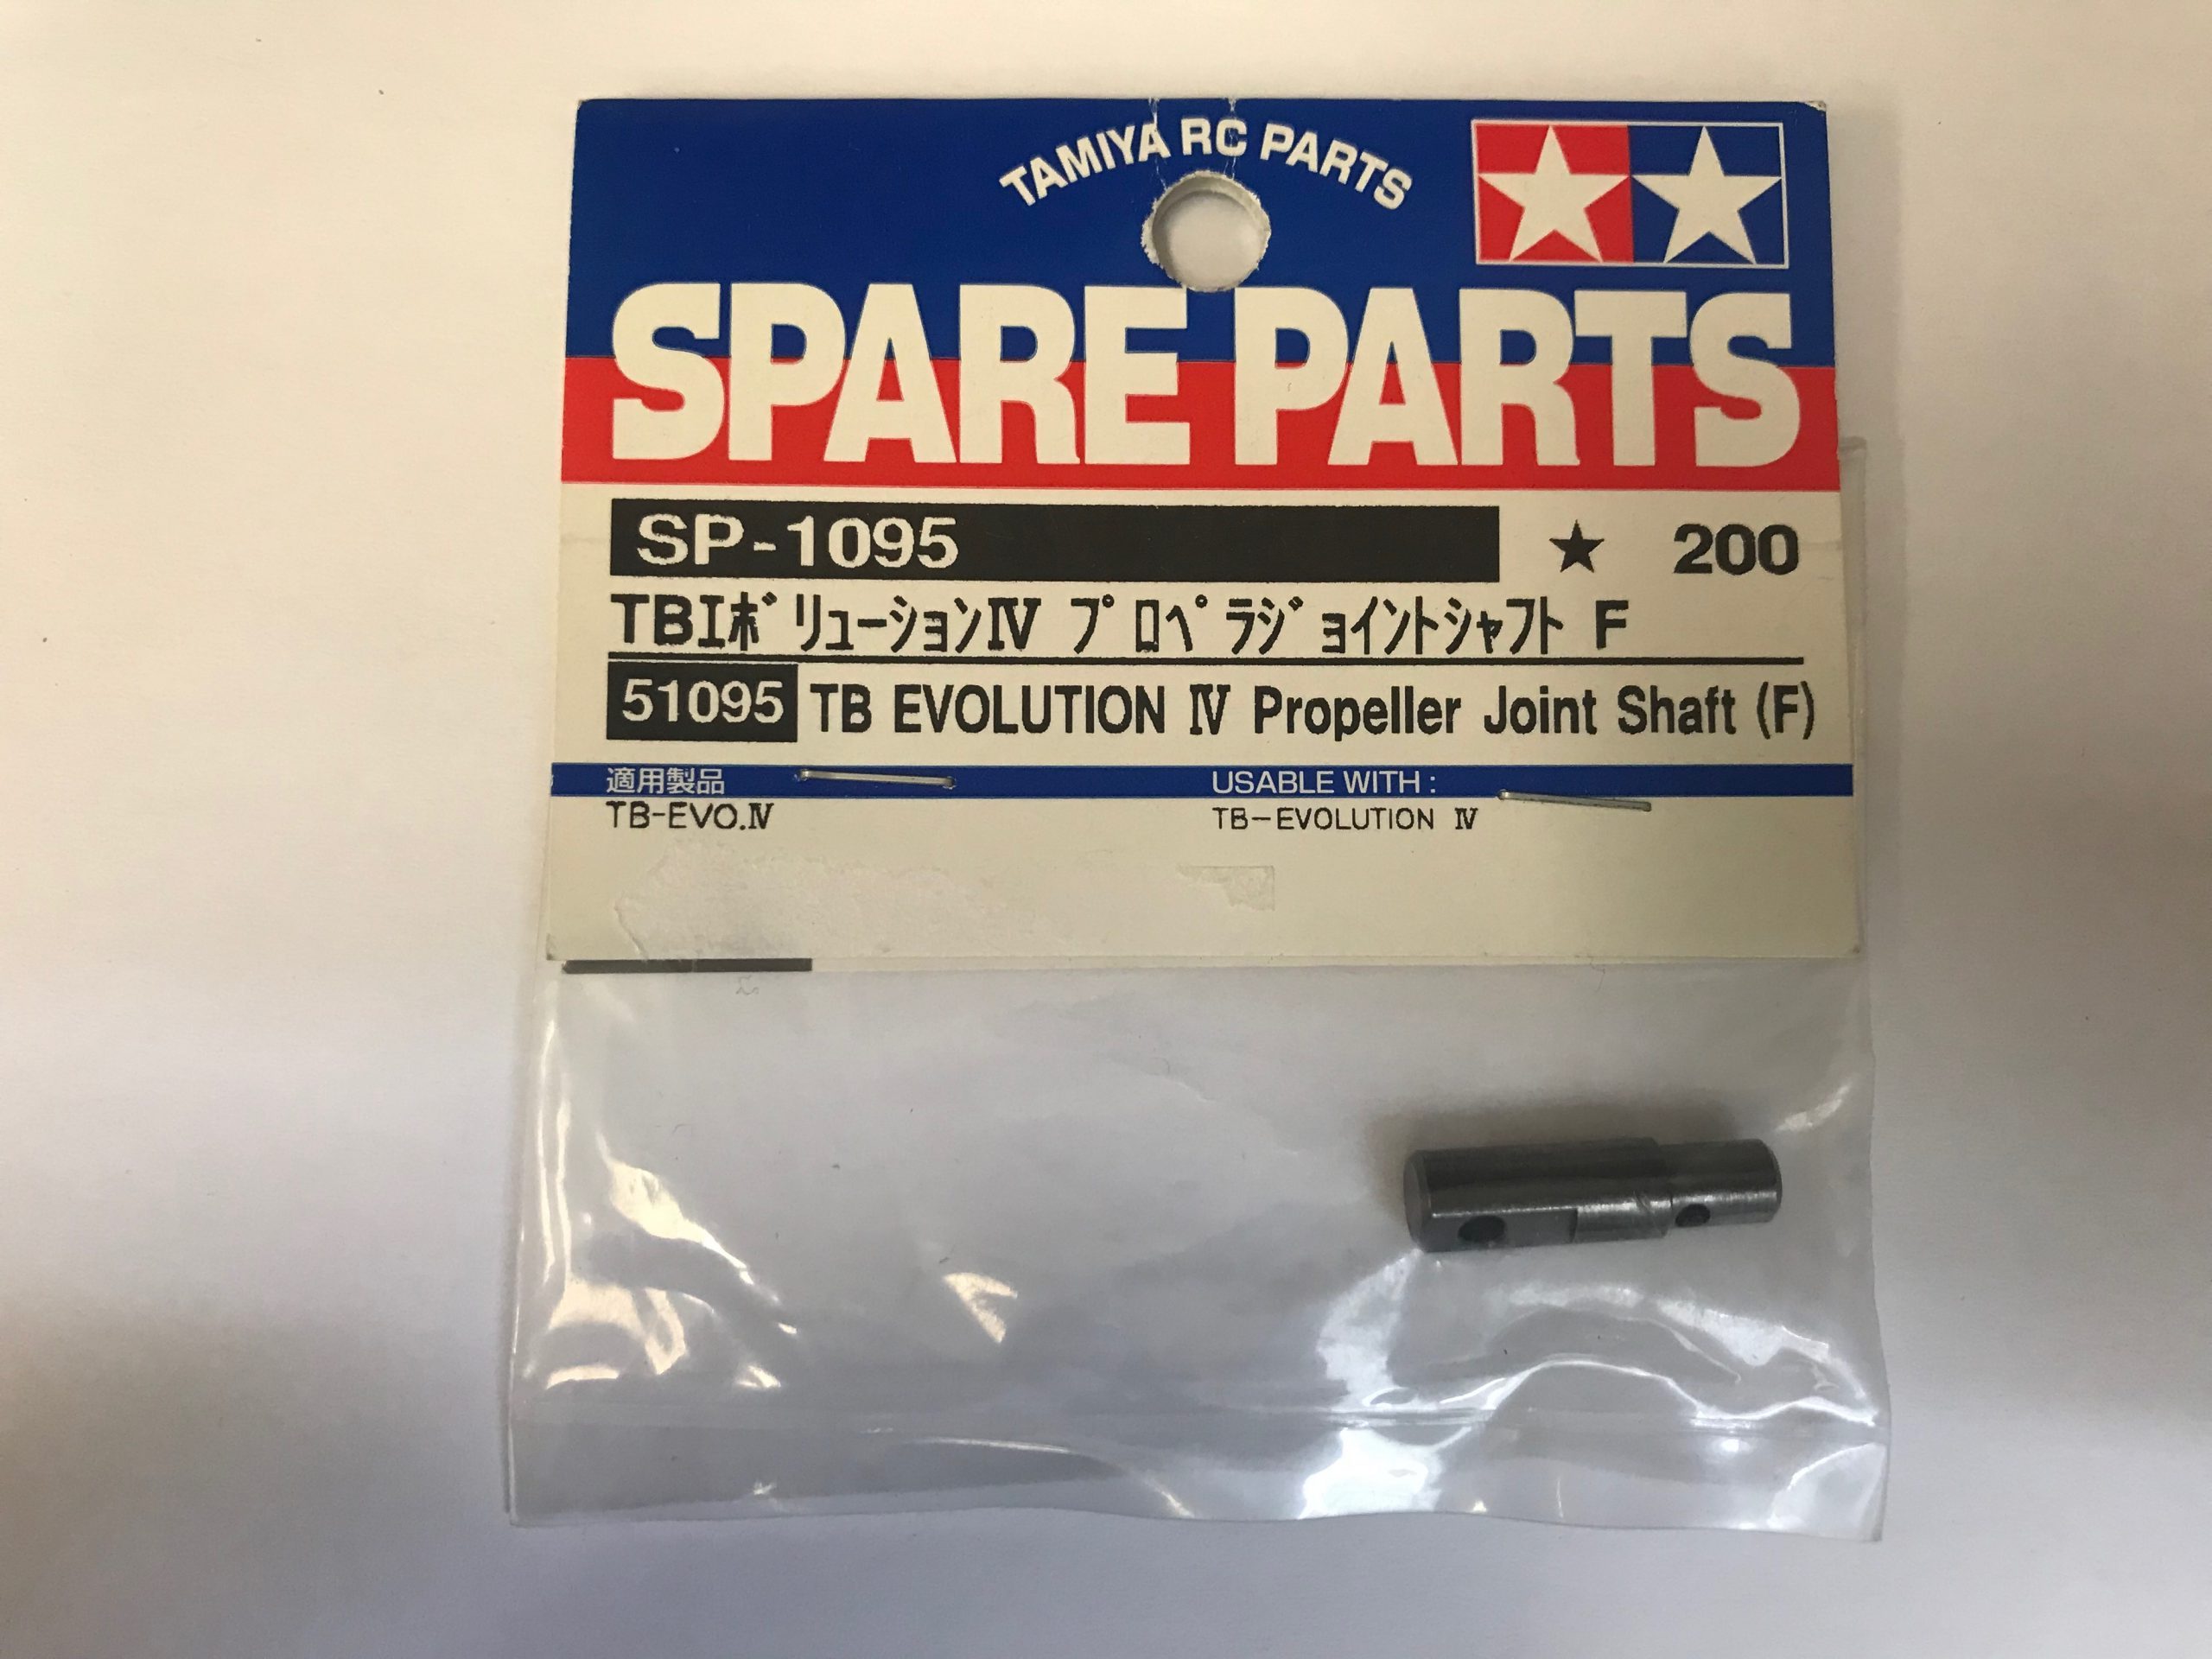 TAMIYA RC PARTS
SPARE PARTS
SP-1095 ★ 200
TBｴﾎﾞﾘｭｰｼｮﾝⅣ ﾌﾟﾛﾍﾟﾗｼﾞｮｲﾝﾄｼｬﾌﾄ F
51095 TB EVOLUTION Ⅳ Propeller Joint Shaft (F)
適用製品 USABLE WITH :
TB-EVO.Ⅳ TB-EVOLUTION Ⅳ